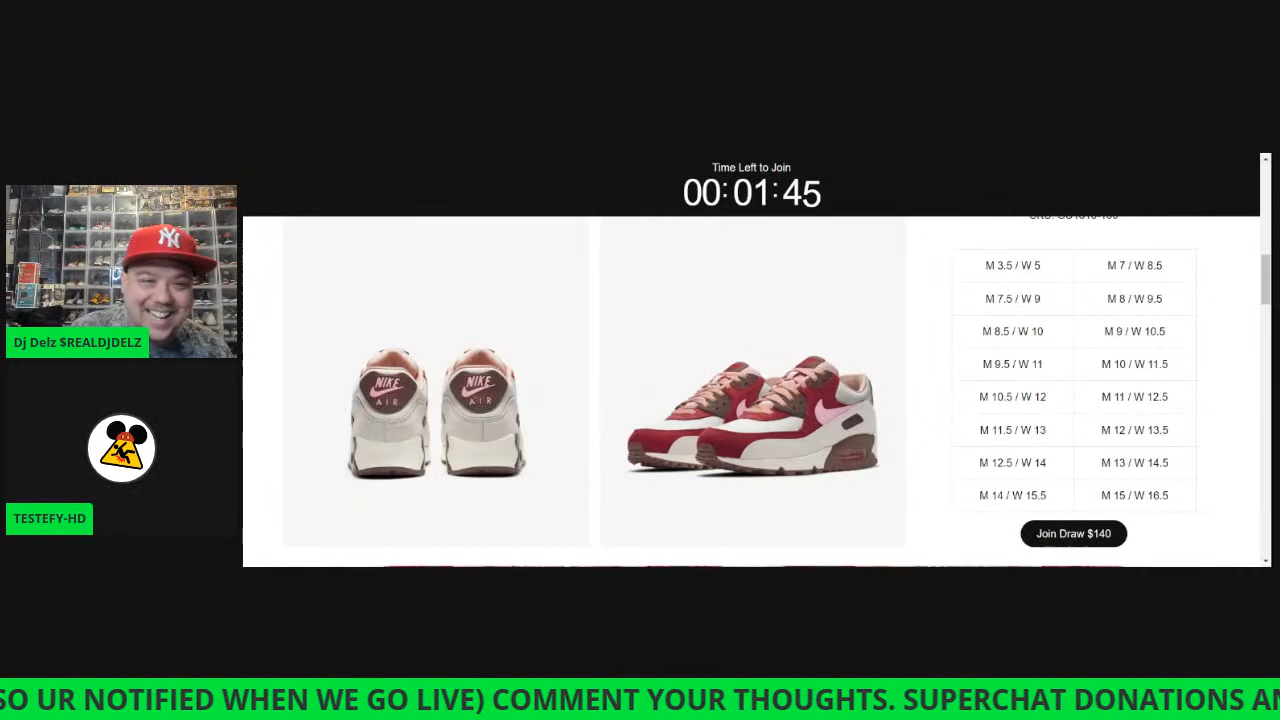 Time Left to Join
00:01:45
M 3.5 / W 5
M 7 / W 8.5
M 7.5 / W 9
M 8 / W 9.5
M 8.5 / W 10
M 9 / W 10.5
M 9.5 / W 11
M 10 / W 11.5
M 10.5 / W 12
M 11 / W 12.5
M 11.5 / W 13
M 12 / W 13.5
M 12.5 / W 14
M 13 / W 14.5
M 14 / W 15.5
M 15 / W 16.5
Join Draw $140
NIKE
AIR
NIKE
AIR
NY
Dj Delz $REALDJDELZ
TESTEFY-HD
SO UR NOTIFIED WHEN WE GO LIVE) COMMENT YOUR THOUGHTS. SUPERCHAT DONATIONS